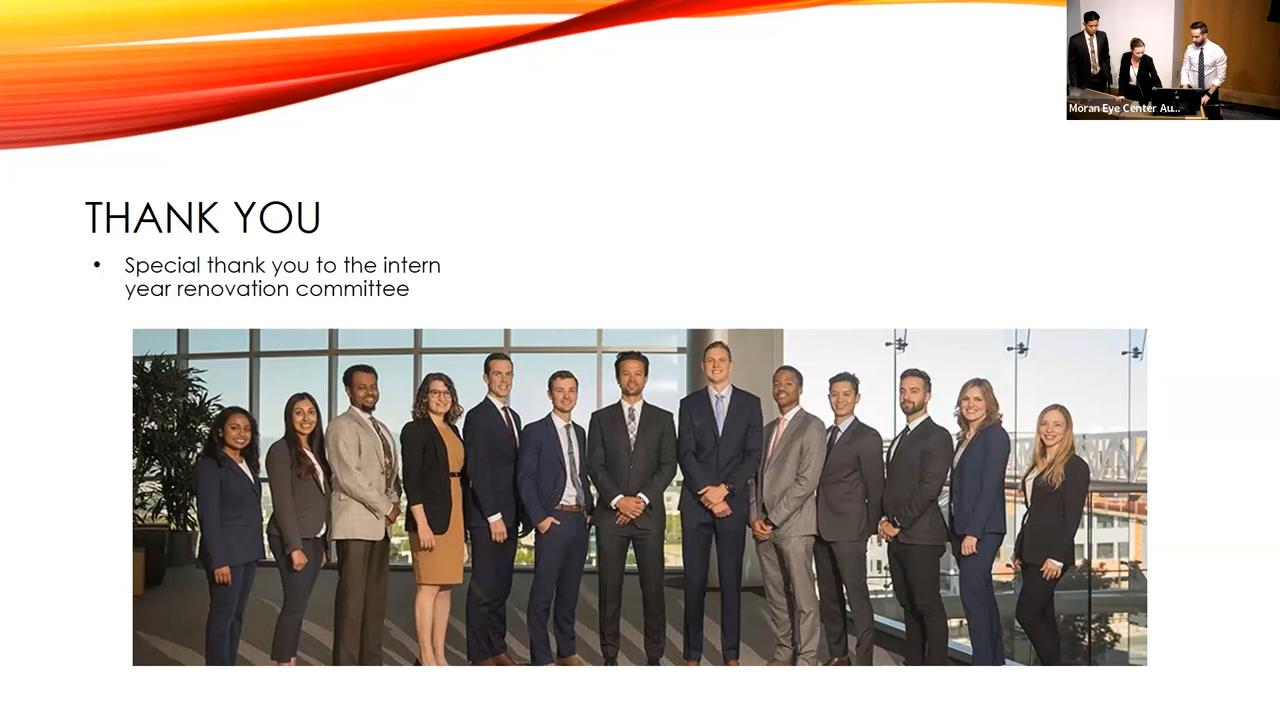 Moran Eye Center Au...
THANK YOU
• Special thank you to the intern
year renovation committee